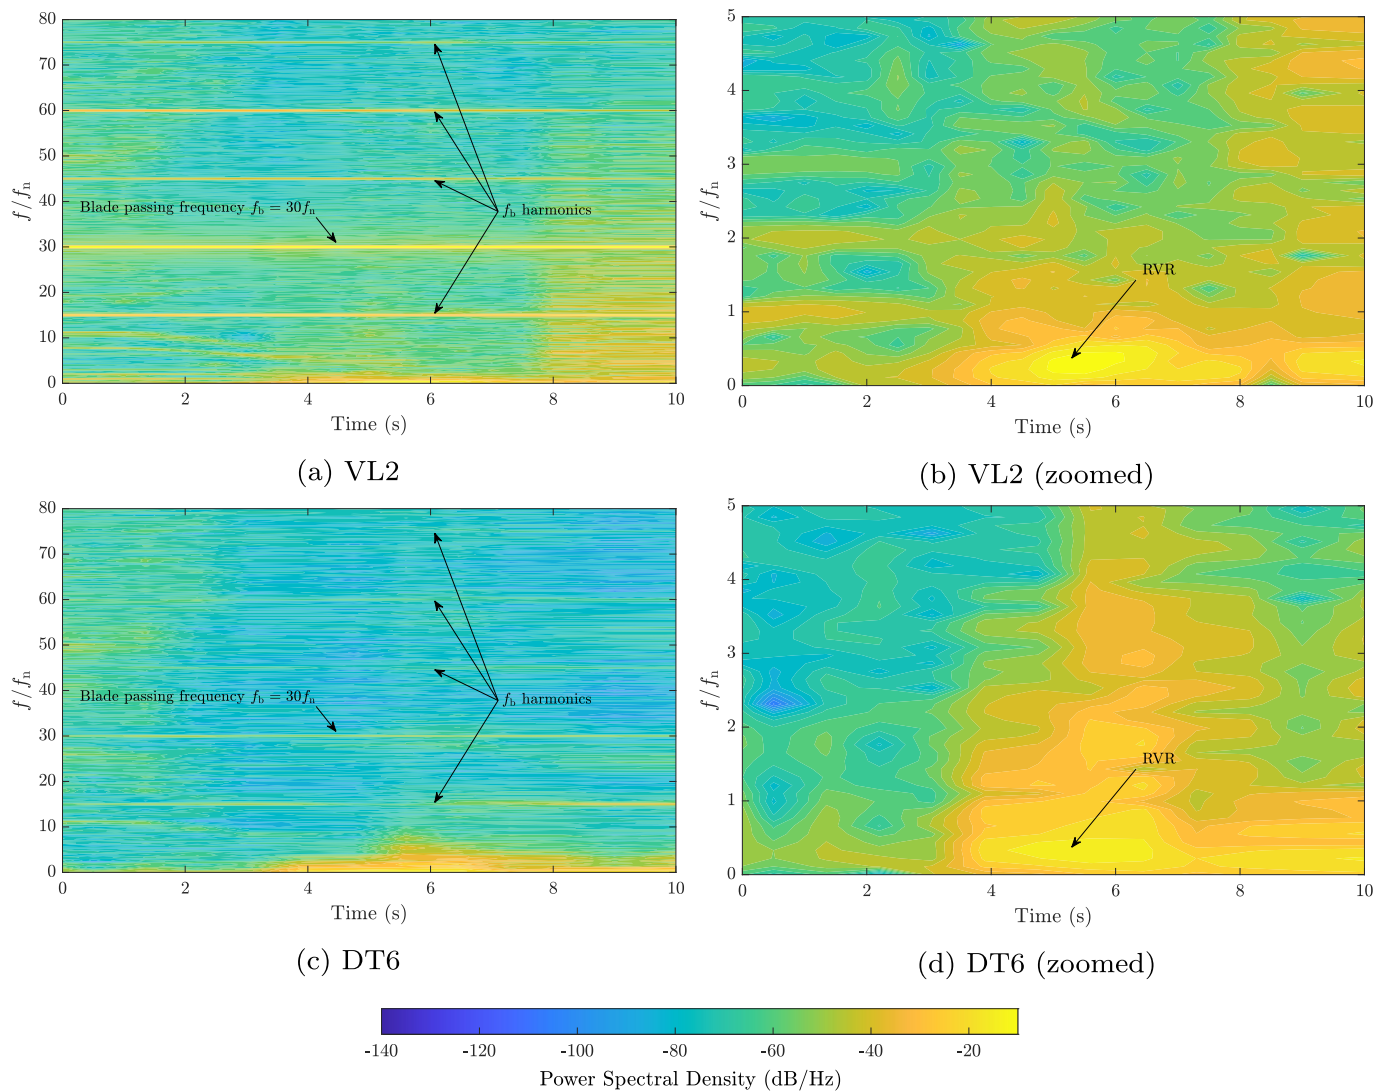 80
70
60
50
40
30
20
10
0
f/fn
Blade passing frequency fb = 30fn
fb harmonics
0 2 4 6 8 10
Time (s)
(a) VL2
5
4
3
2
1
0
f/fn
RVR
0 2 4 6 8 10
Time (s)
(b) VL2 (zoomed)
80
70
60
50
40
30
20
10
0
f/fn
Blade passing frequency fb = 30fn
fb harmonics
0 2 4 6 8 10
Time (s)
(c) DT6
5
4
3
2
1
0
f/fn
RVR
0 2 4 6 8 10
Time (s)
(d) DT6 (zoomed)
-140 -120 -100 -80 -60 -40 -20
Power Spectral Density (dB/Hz)